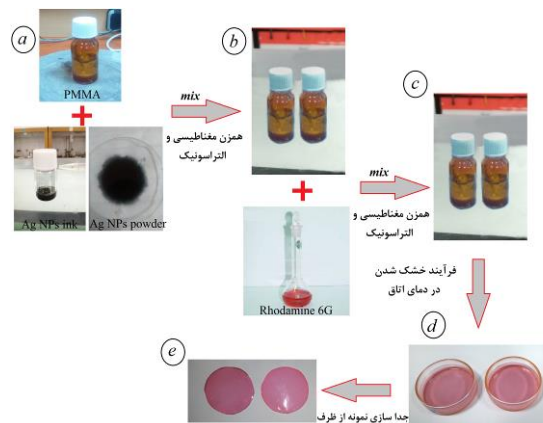 a
PMMA
Ag NPs ink
Ag NPs powder
mix
همزن مغناطیسی و
التراسونیک
b
Rhodamine 6G
mix
همزن مغناطیسی و
التراسونیک
c
فرآیند خشک شدن
در دمای اتاق
d
جدا سازی نمونه از ظرف
e